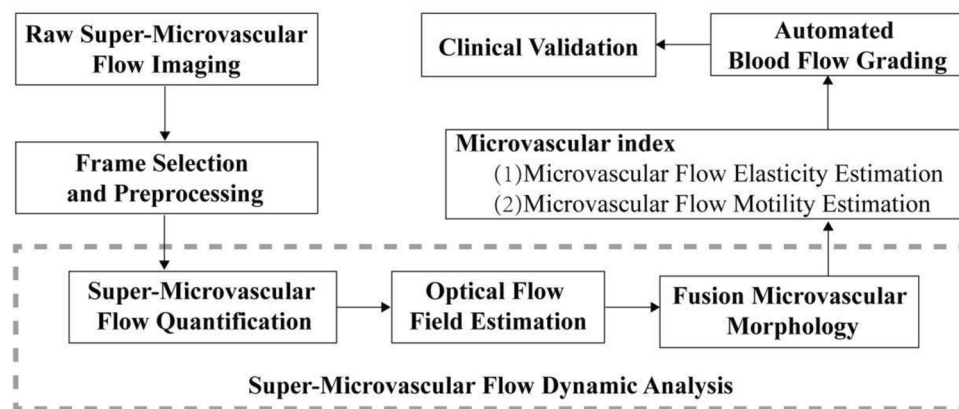 Raw Super-Microvascular
Flow Imaging
Frame Selection
and Preprocessing
Super-Microvascular
Flow Quantification
Optical Flow
Field Estimation
Fusion Microvascular
Morphology
Microvascular index
(1)Microvascular Flow Elasticity Estimation
(2)Microvascular Flow Motility Estimation
Automated
Blood Flow Grading
Clinical Validation
Super-Microvascular Flow Dynamic Analysis